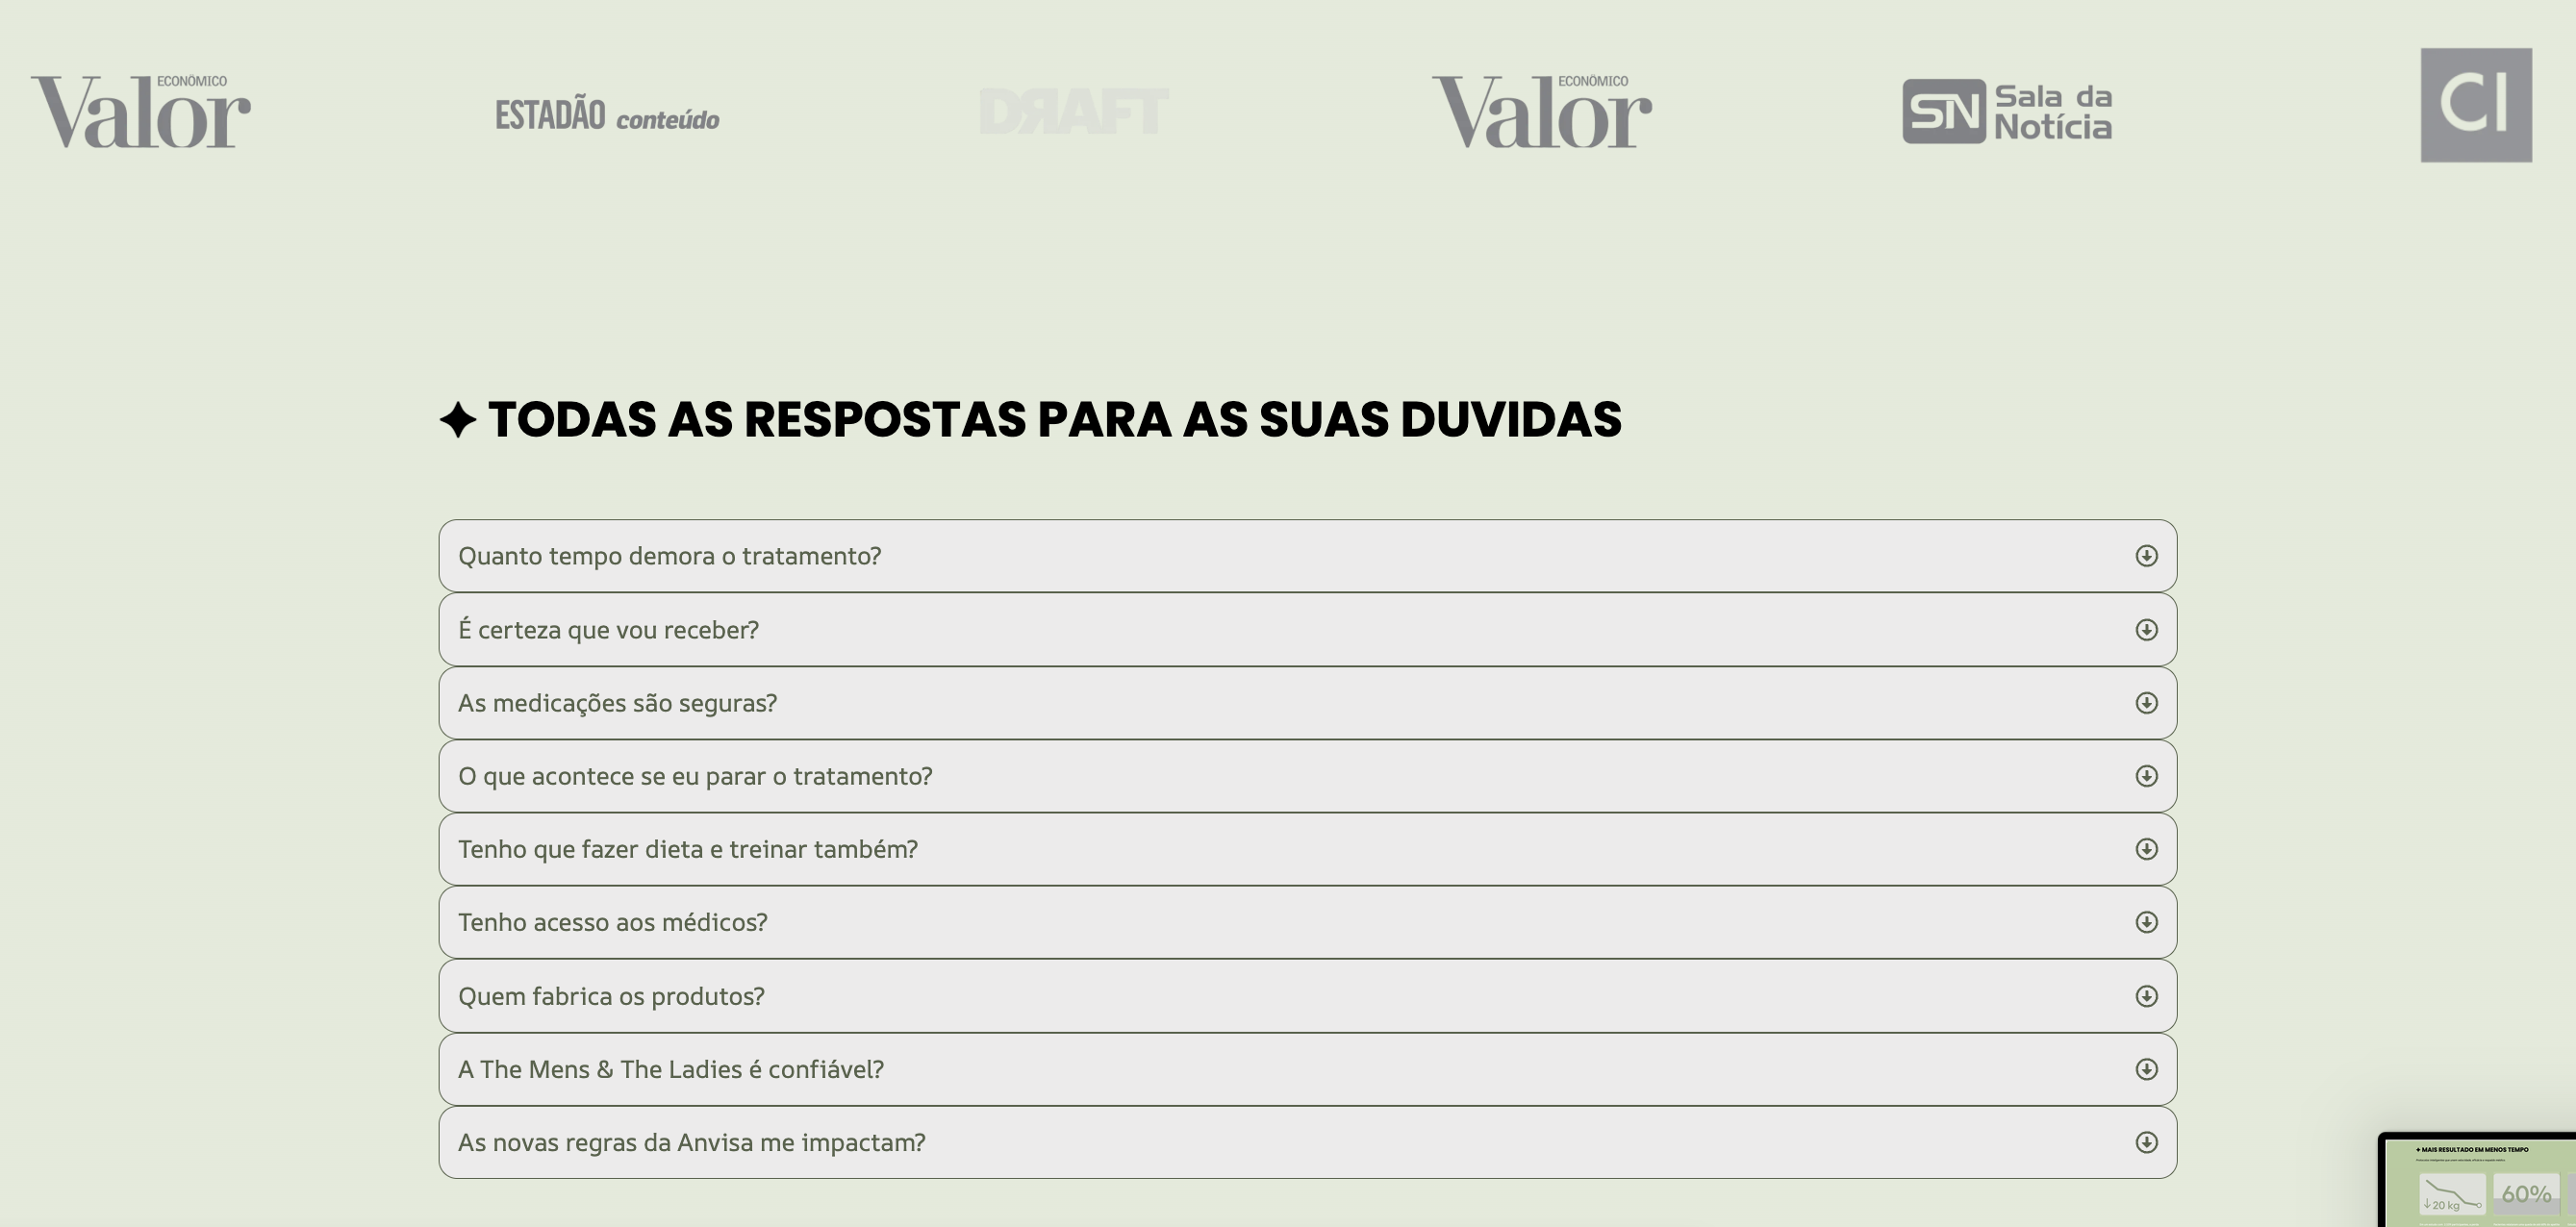 Valor ECONÔMICO
ESTADÃO conteúdo
DRAFT
Valor ECONÔMICO
SN Sala da
Notícia
CI
TODAS AS RESPOSTAS PARA AS SUAS DUVIDAS
Quanto tempo demora o tratamento?
É certeza que vou receber?
As medicações são seguras?
O que acontece se eu parar o tratamento?
Tenho que fazer dieta e treinar também?
Tenho acesso aos médicos?
Quem fabrica os produtos?
A The Mens & The Ladies é confiável?
As novas regras da Anvisa me impactam?
MAIS RESULTADO EM MENOS TEMPO
20 kg
60%